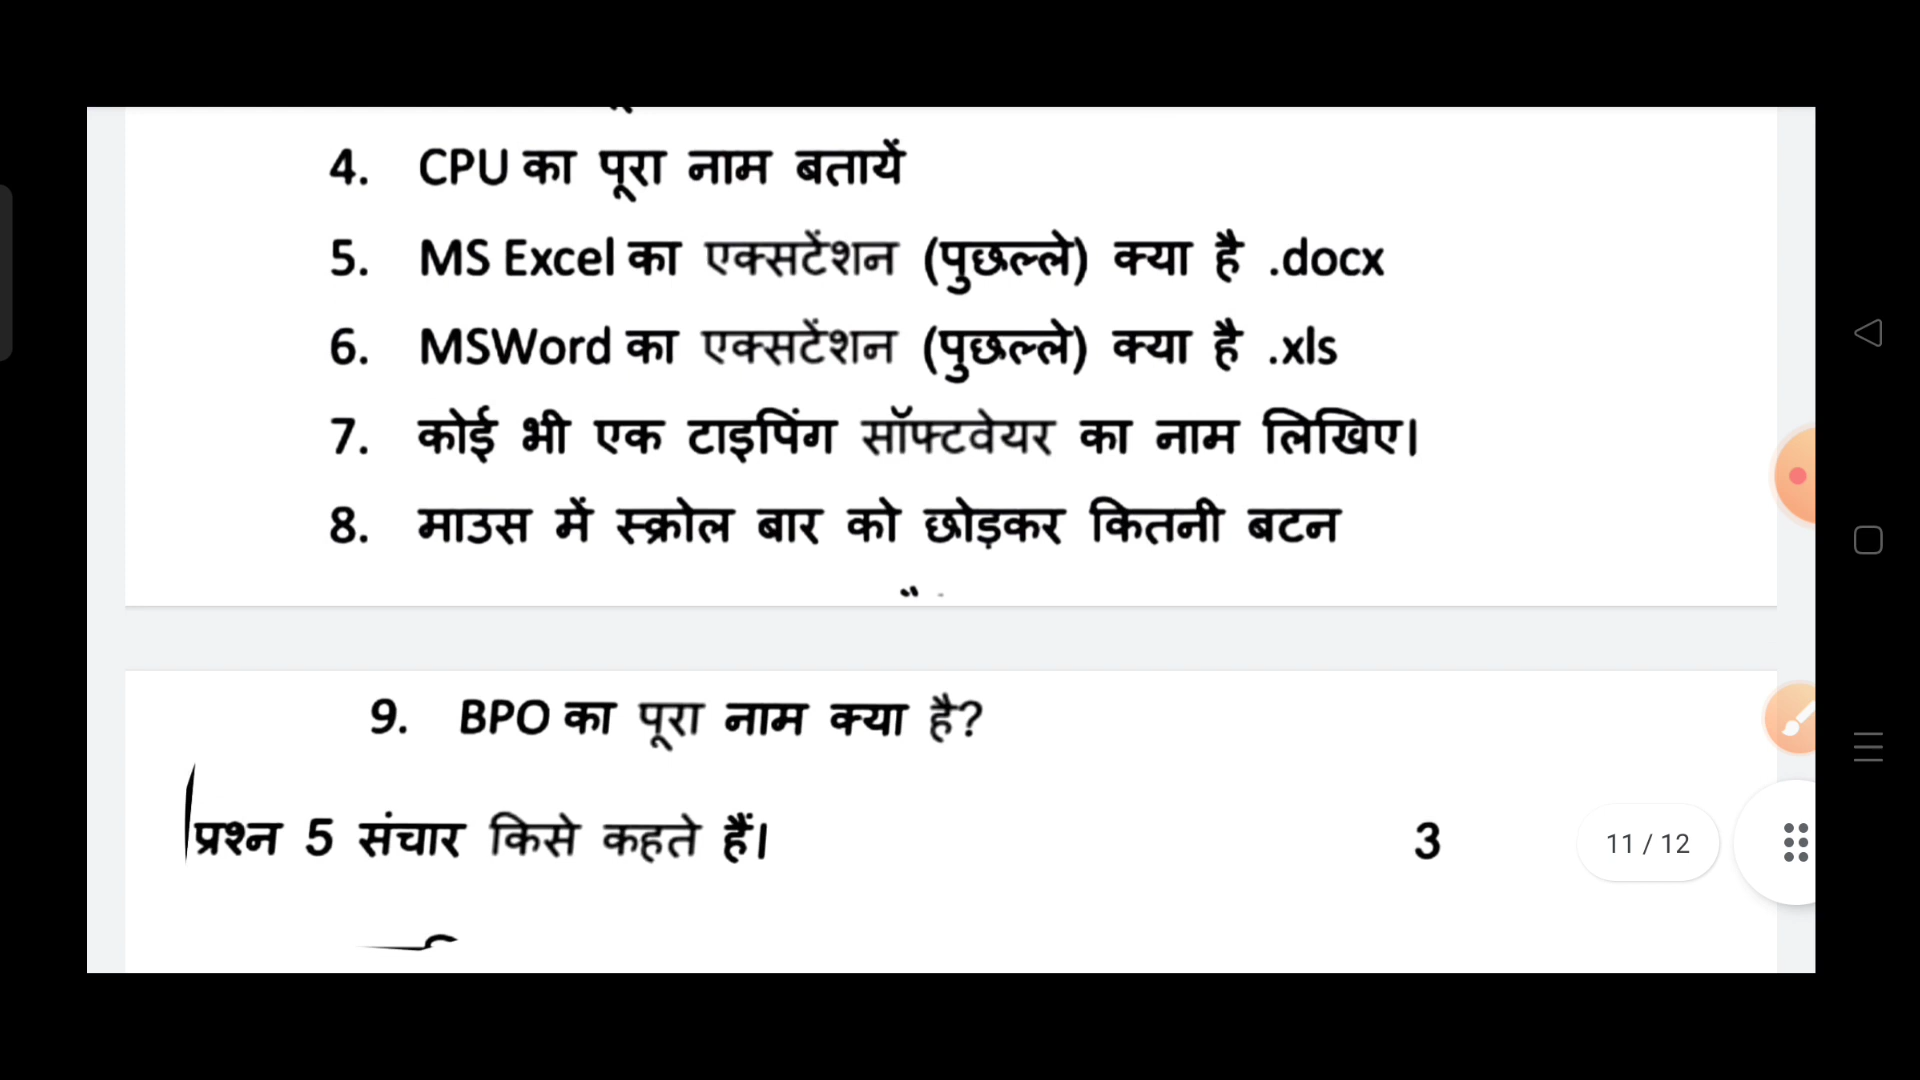 4. CPU का पूरा नाम बतायें
5. MS Excel का एक्सटेंशन (पुछल्ले) क्या है .docx
6. MSWord का एक्सटेंशन (पुछल्ले) क्या है .xls
7. कोई भी एक टाइपिंग सॉफ्टवेयर का नाम लिखिए।
8. माउस में स्क्रोल बार को छोड़कर कितनी बटन
9. BPO का पूरा नाम क्या है?
प्रश्न 5 संचार किसे कहते हैं। 3
11 / 12